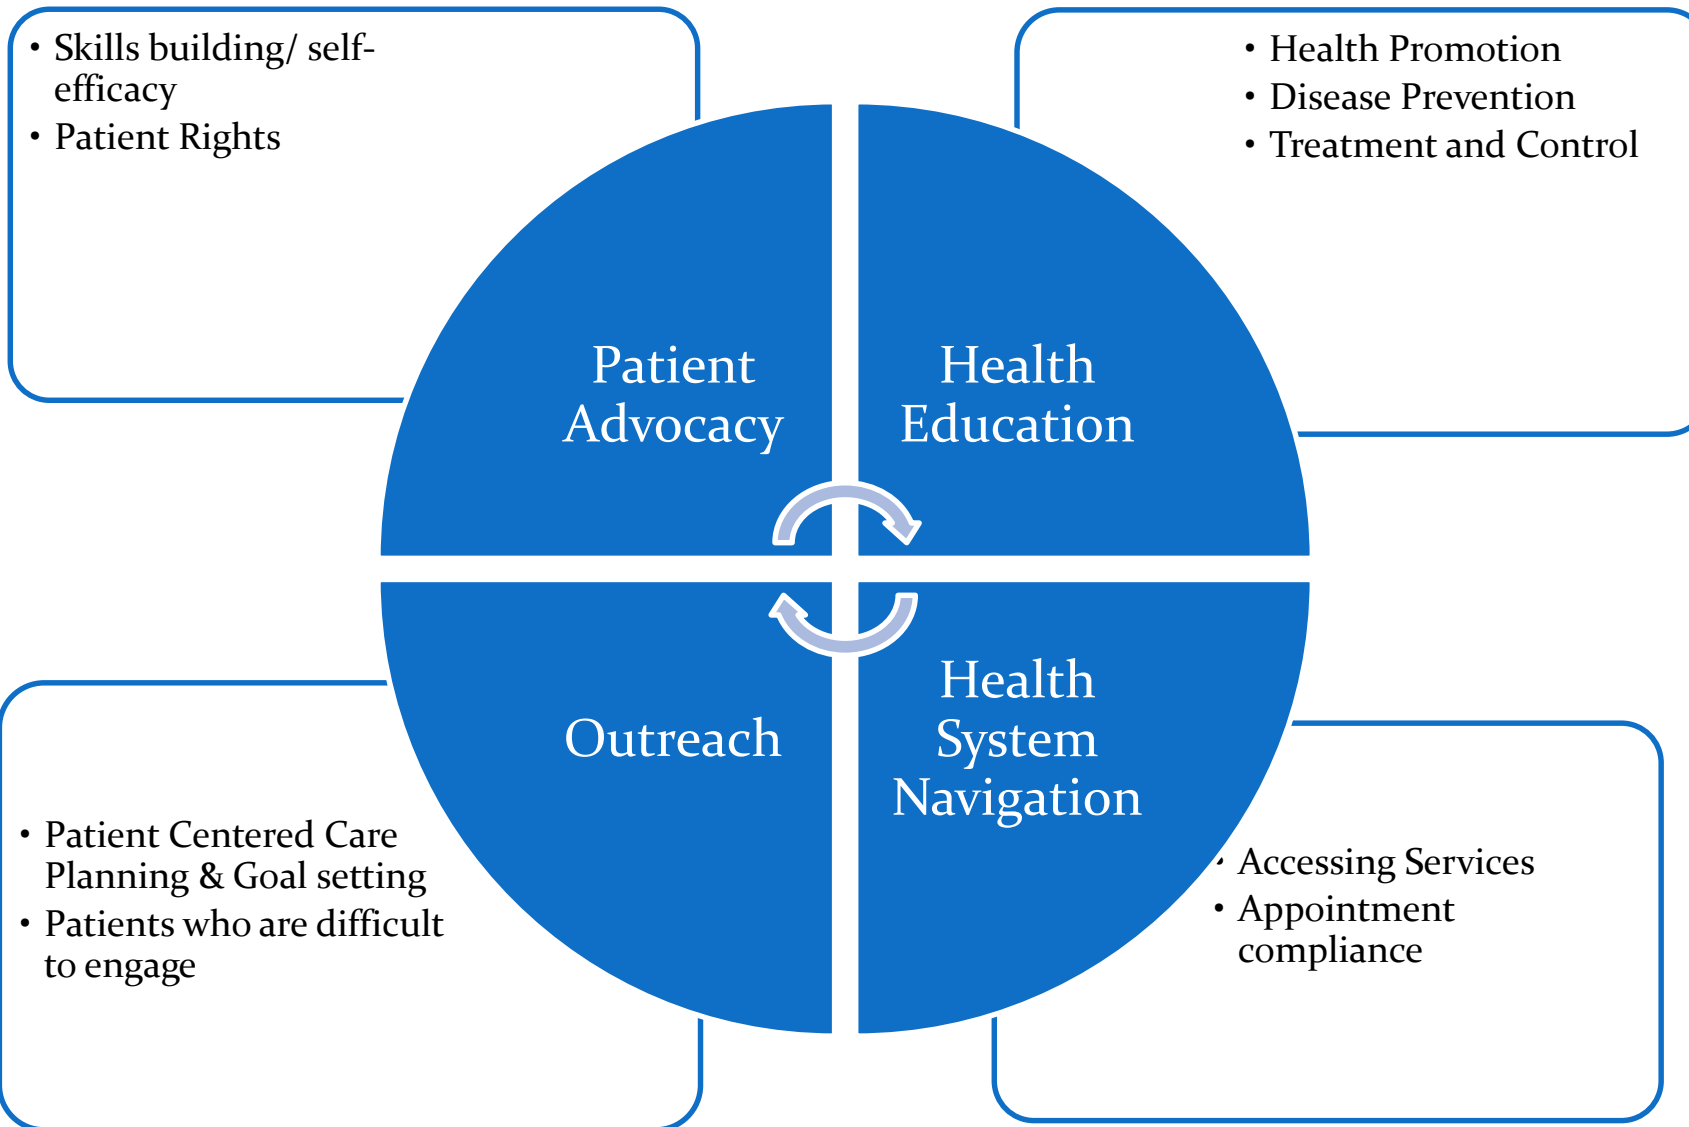 • Skills building/ self-
efficacy
• Patient Rights
• Health Promotion
• Disease Prevention
• Treatment and Control
Patient
Advocacy
Health
Education
Outreach
Health
System
Navigation
• Patient Centered Care
Planning & Goal setting
• Patients who are difficult
to engage
• Accessing Services
• Appointment
compliance